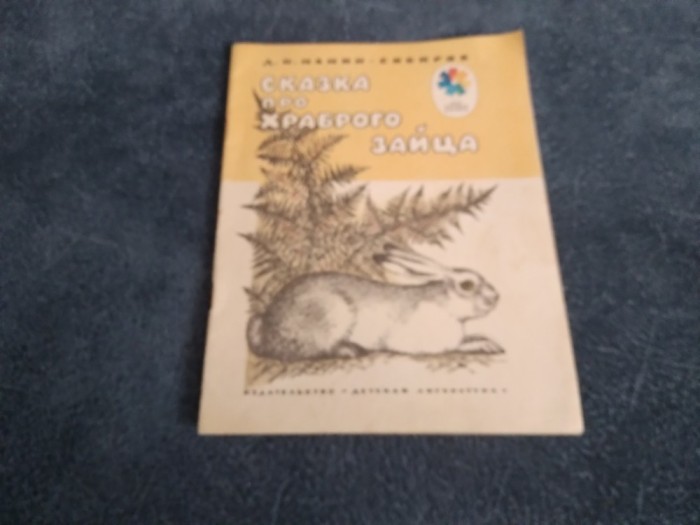 Д. Н. МАМИН-СИБИРЯК
СКАЗКА
ПРО
ХРАБРОГО
ЗАЙЦА
ИЗДАТЕЛЬСТВО «ДЕТСКАЯ ЛИТЕРАТУРА»